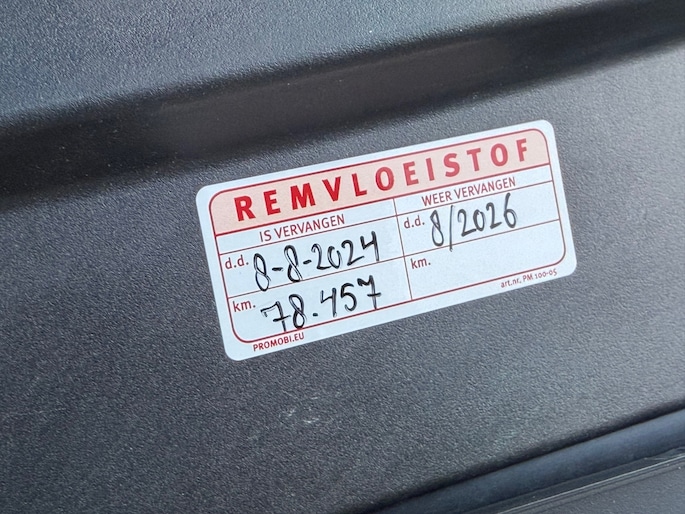 REMVLOEISTOF
IS VERVANGEN
WEER VERVANGEN
d.d. 8-8-2024
d.d. 8/2026
km. 78.457
km.
PROMOBI.EU
art.nr. PM 100-05